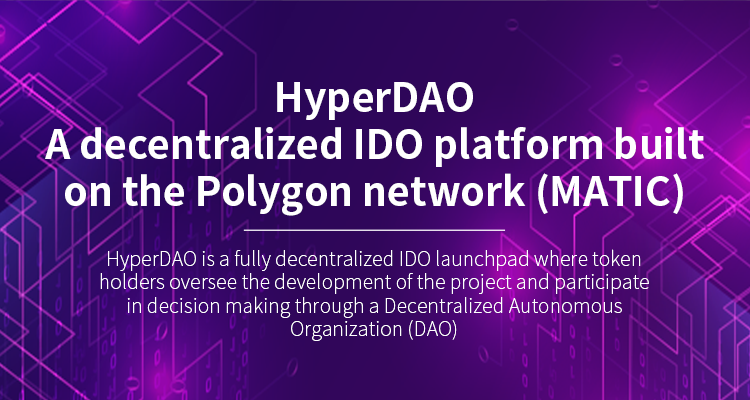 HyperDAO
A decentralized IDO platform built
on the Polygon network (MATIC)
HyperDAO is a fully decentralized IDO launchpad where token
holders oversee the development of the project and participate
in decision making through a Decentralized Autonomous
Organization (DAO)